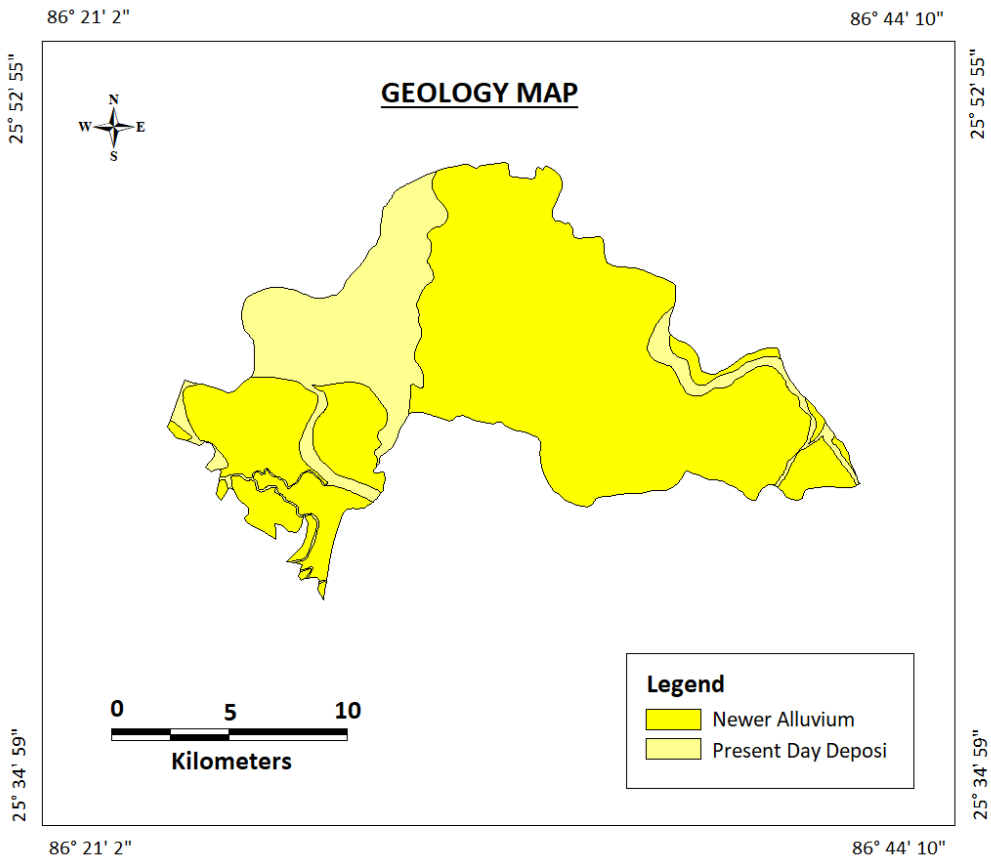 86° 21' 2"
86° 44' 10"
25° 52' 55"
25° 52' 55"
GEOLOGY MAP
N
W E
S
Legend
0 5 10
Newer Alluvium
Present Day Deposi
Kilometers
25° 34' 59"
25° 34' 59"
86° 21' 2"
86° 44' 10"